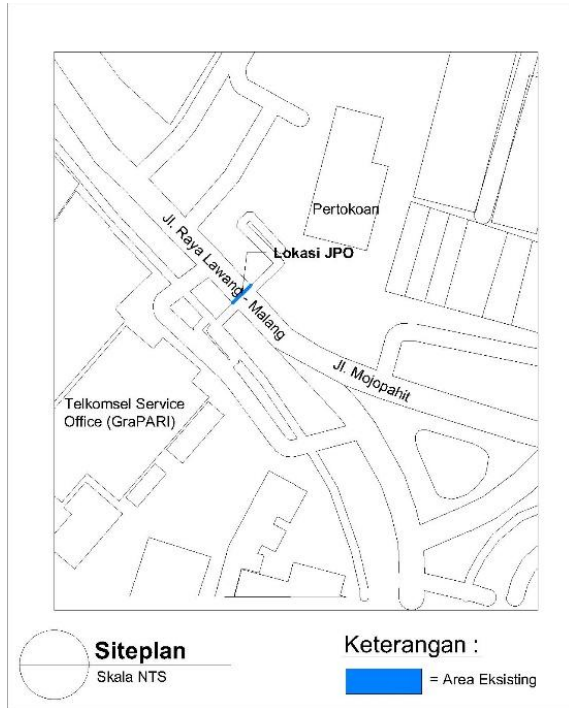 Pertokoan
Jl. Raya Lawang - Malang
Lokasi JPO
Jl. Mojopahit
Telkomsel Service
Office (GraPARI)
Siteplan
Skala NTS
Keterangan :
= Area Eksisting